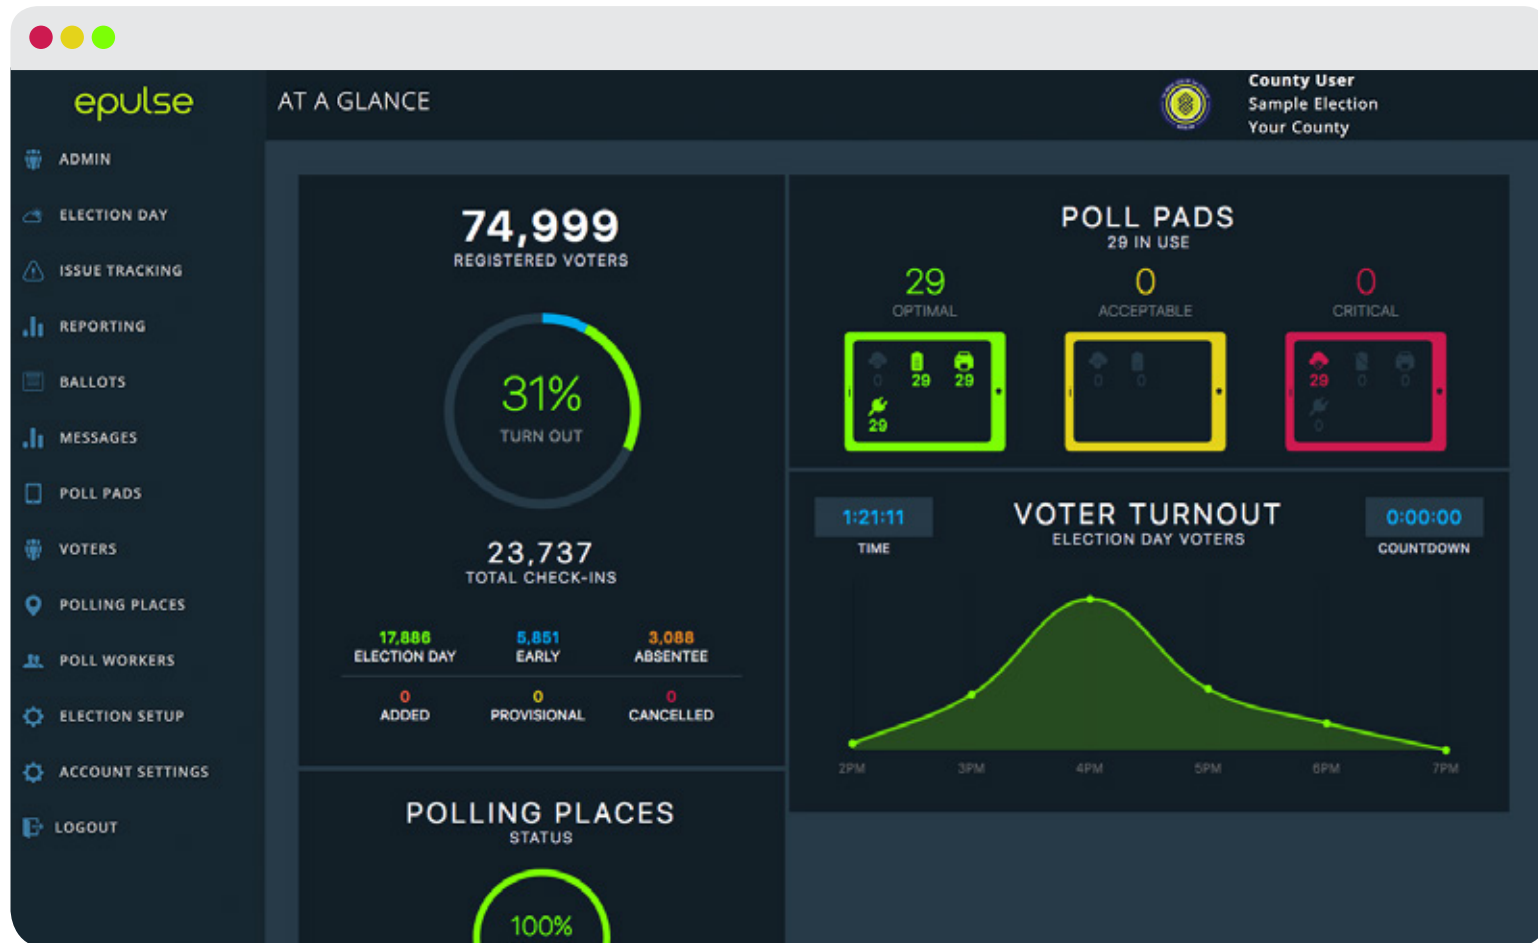 epulse
AT A GLANCE
County User
Sample Election
Your County
ADMIN
ELECTION DAY
ISSUE TRACKING
REPORTING
BALLOTS
MESSAGES
POLL PADS
VOTERS
POLLING PLACES
POLL WORKERS
ELECTION SETUP
ACCOUNT SETTINGS
LOGOUT
74,999
REGISTERED VOTERS
31%
TURN OUT
23,737
TOTAL CHECK-INS
17,886 5,851 3,088
ELECTION DAY EARLY ABSENTEE
0 0 0
ADDED PROVISIONAL CANCELLED
POLLING PLACES
STATUS
100%
POLL PADS
29 IN USE
29 0 0
OPTIMAL ACCEPTABLE CRITICAL
0 29 29 0 0 29 0 0
29 0
1:21:11
TIME
VOTER TURNOUT
ELECTION DAY VOTERS
0:00:00
COUNTDOWN
2PM 3PM 4PM 5PM 6PM 7PM